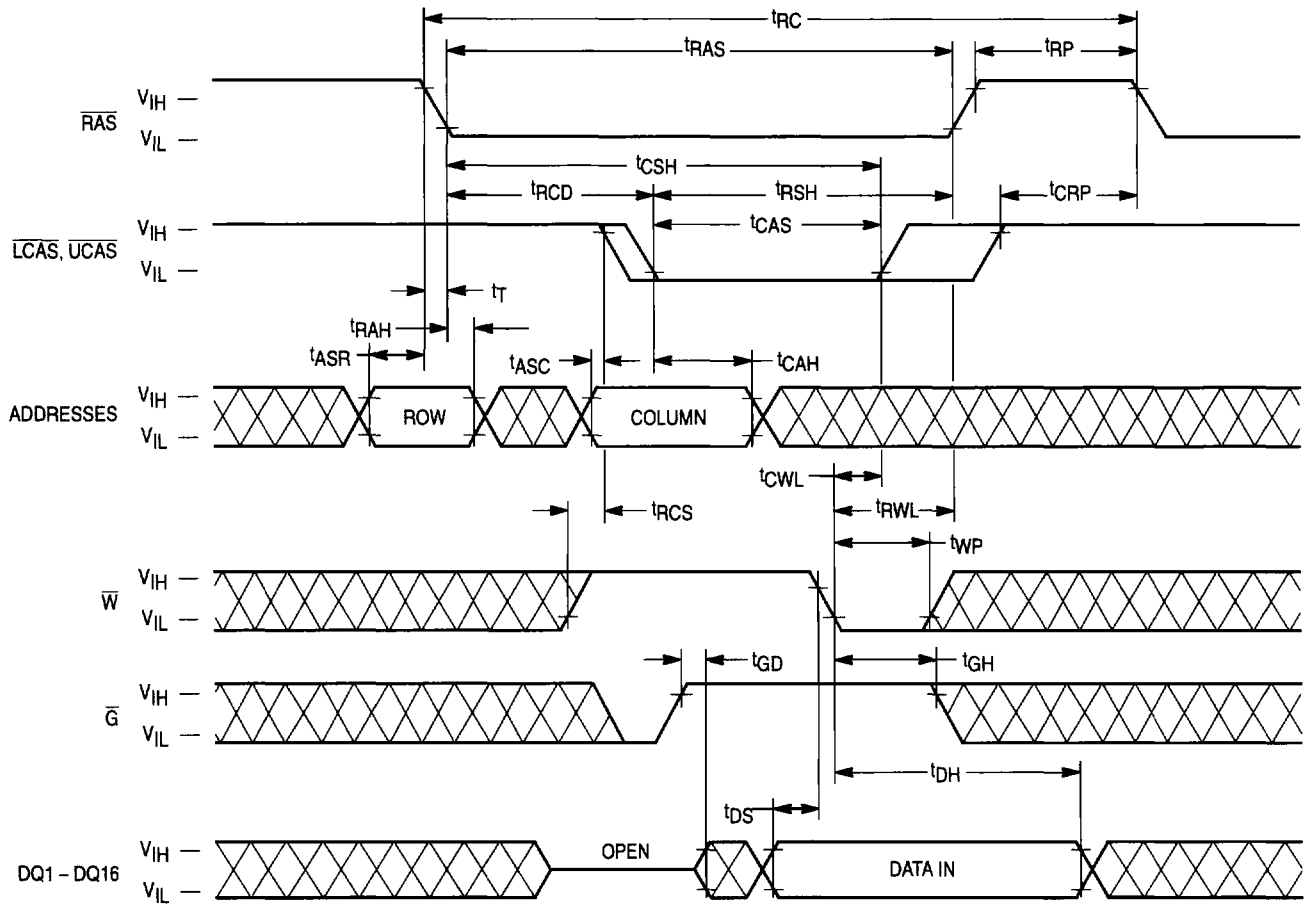 tRC
tRAS
tRP
RAS
VIH
VIL
tCSH
tRCD
tRSH
tCRP
tCAS
LCAS, UCAS
VIH
VIL
tT
tRAH
tASR
tASC
tCAH
ADDRESSES
VIH
VIL
ROW
COLUMN
tCWL
tRCS
tRWL
tWP
W
VIH
VIL
tGD
tGH
G
VIH
VIL
tDH
tDS
DQ1 – DQ16
VIH
VIL
OPEN
DATA IN